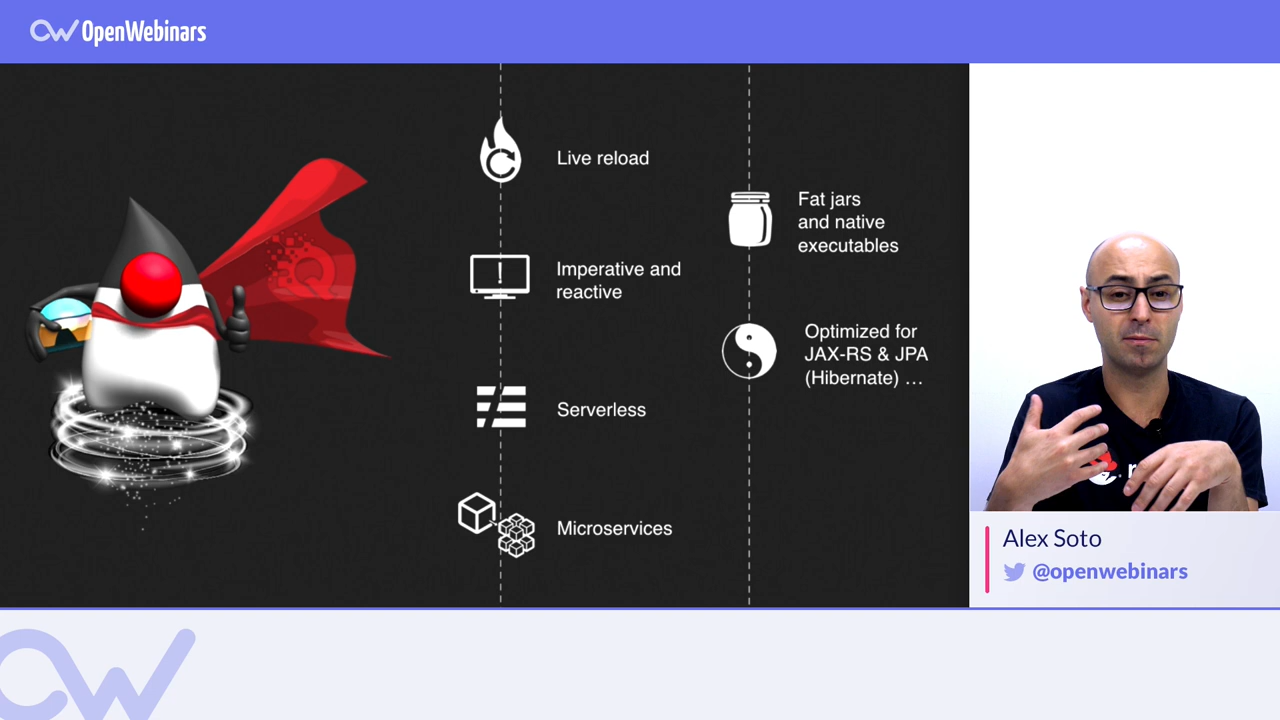 OpenWebinars
Live reload
Imperative and
reactive
Serverless
Microservices
Fat jars
and native
executables
Optimized for
JAX-RS & JPA
(Hibernate) ...
Alex Soto
@openwebinars